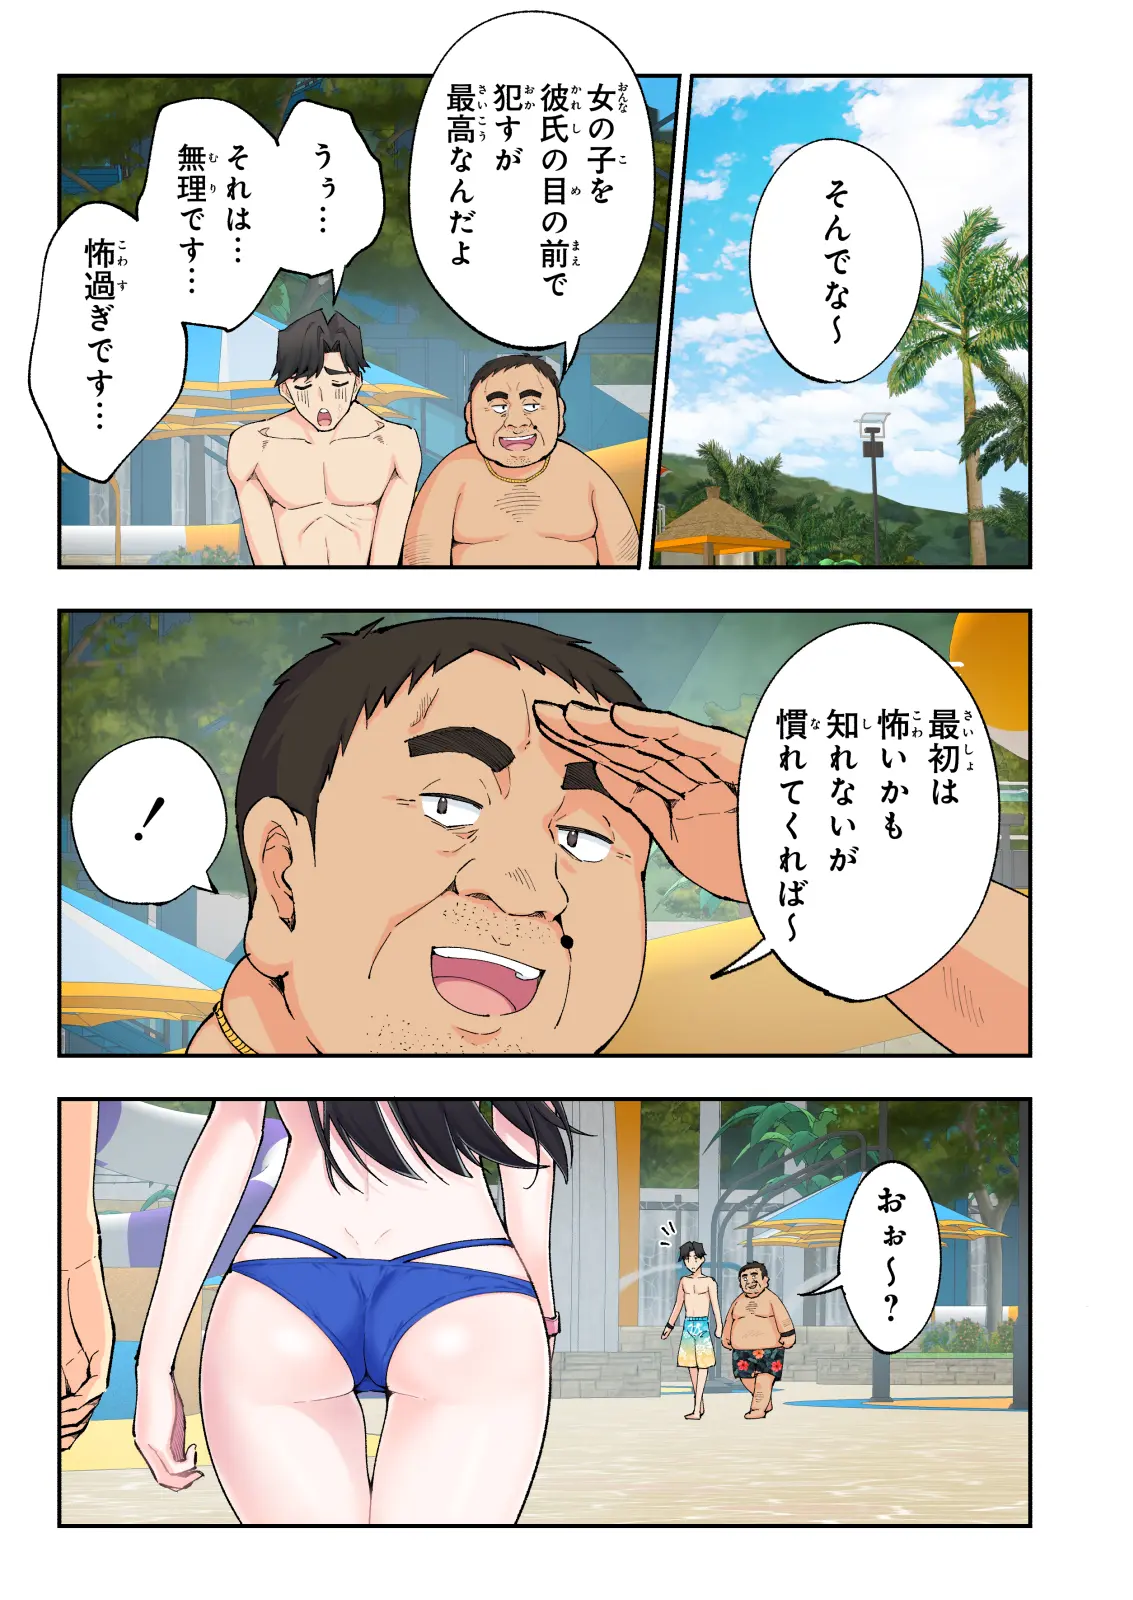 そんでな～
女の子を
彼氏の目の前で
犯すが
最高なんだよ
うぅ…
それは…
無理です…
怖過ぎです…
最初は
怖いかも
知れないが
慣れてくれば～
！
おぉ～？